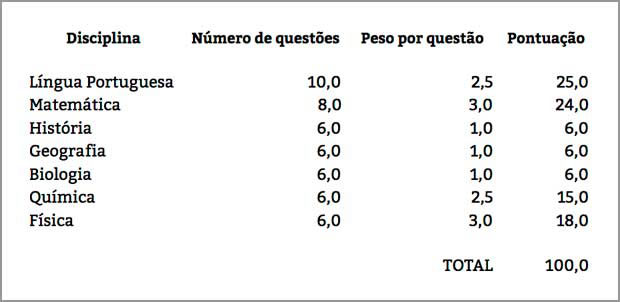 Disciplina Número de questões Peso por questão Pontuação
Língua Portuguesa 10,0 2,5 25,0
Matemática 8,0 3,0 24,0
História 6,0 1,0 6,0
Geografia 6,0 1,0 6,0
Biologia 6,0 1,0 6,0
Química 6,0 2,5 15,0
Física 6,0 3,0 18,0
TOTAL 100,0